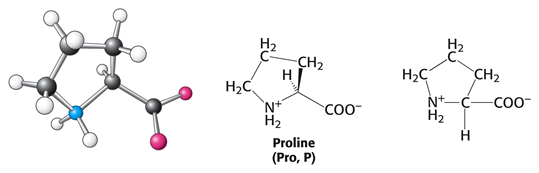 H₂
C
H₂C
CH₂
H
N⁺
H₂
COO⁻
Proline
(Pro, P)
H₂
C
H₂C
CH₂
N⁺
H₂
C
COO⁻
H